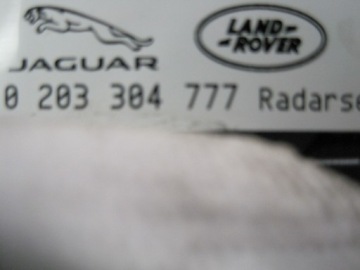 JAGUAR
LAND-
-ROVER
0 203 304 777 Radarse